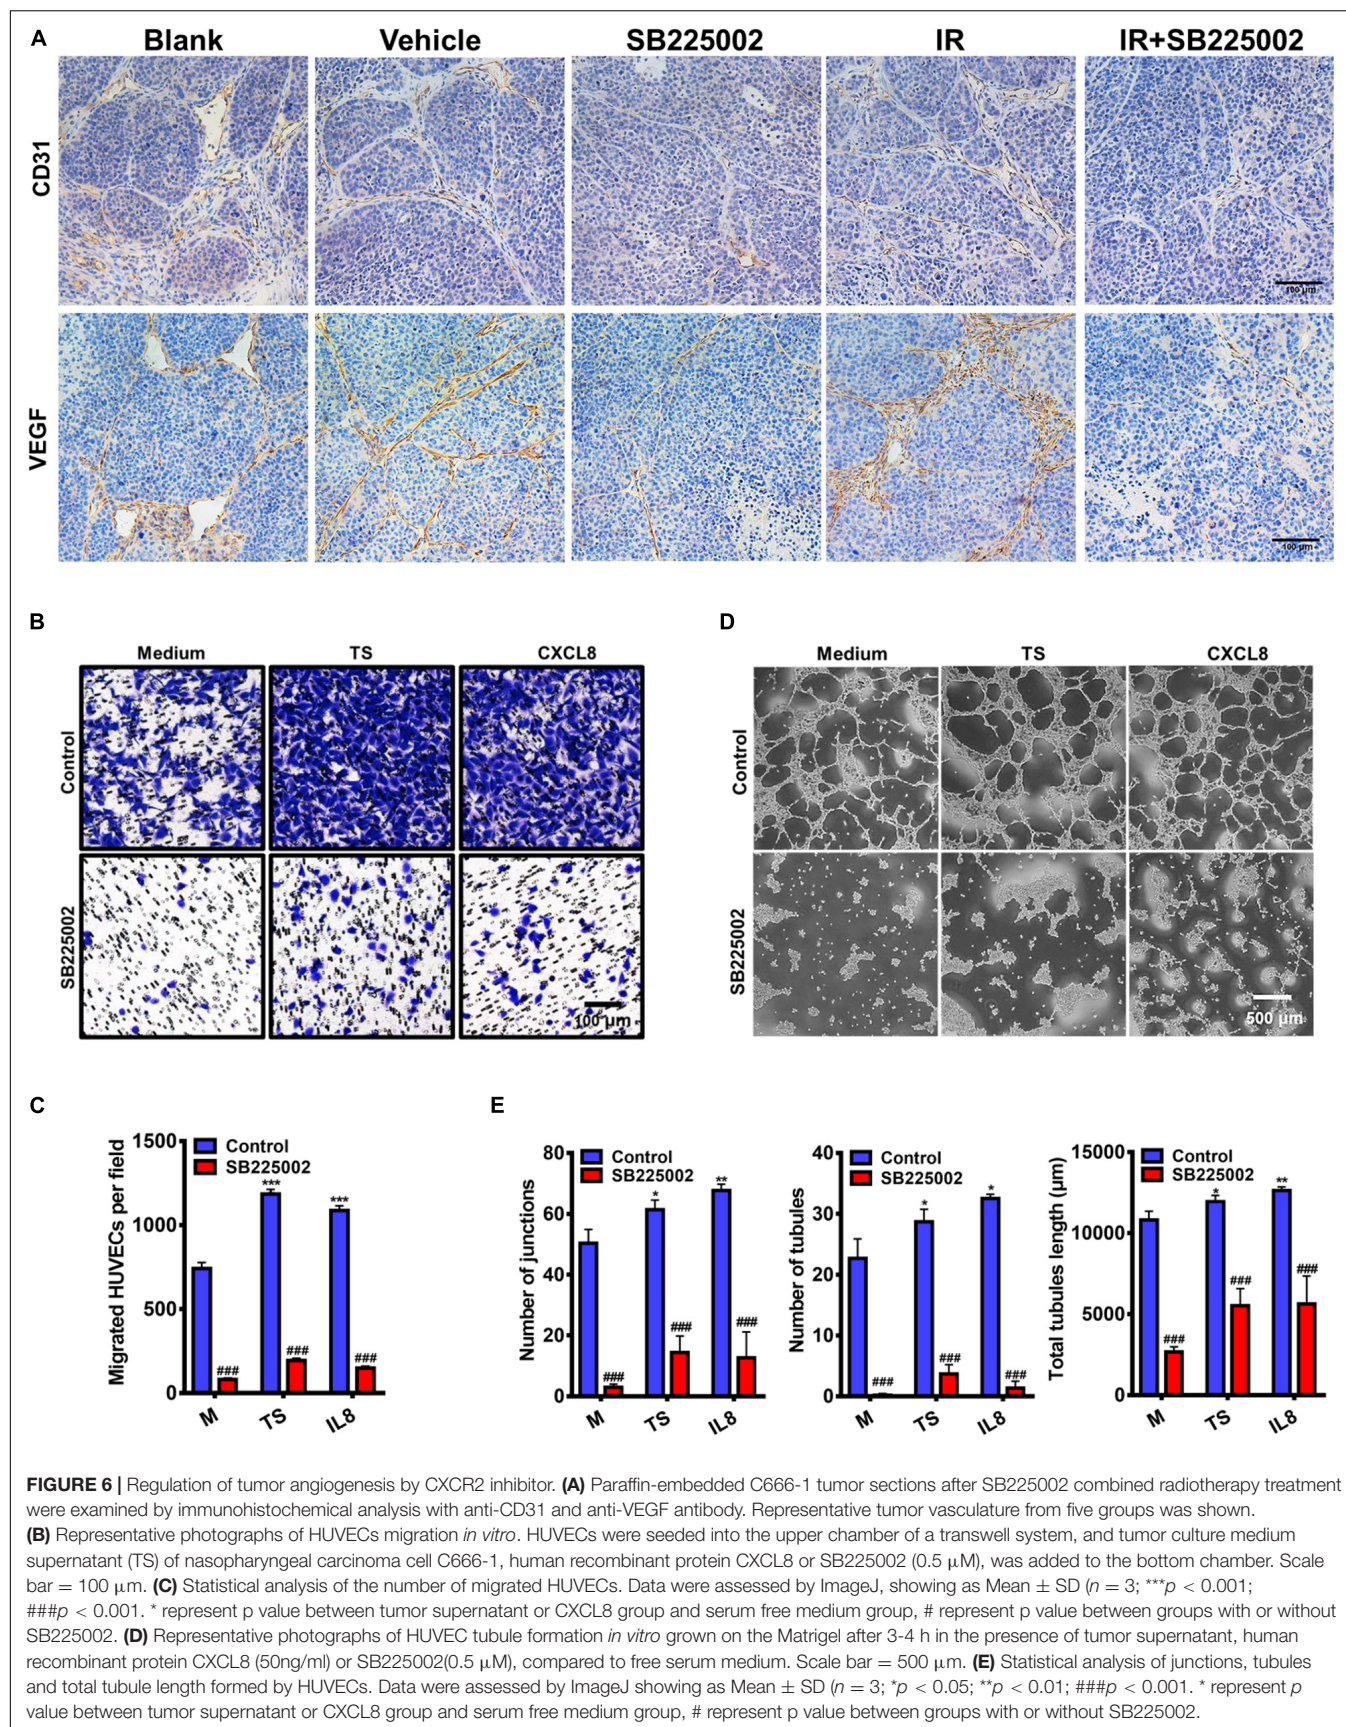 A
Blank
Vehicle
SB225002
IR
IR+SB225002
CD31
100 μm
VEGF
100 μm
B
Medium
TS
CXCL8
Control
SB225002
100 μm
D
Medium
TS
CXCL8
Control
SB225002
500 μm
C
Migrated HUVECs per field
1500
1000
500
0
Control
SB225002
***
***
###
###
###
M
TS
IL8
E
Number of junctions
80
60
40
20
0
Control
SB225002
*
**
###
###
###
M
TS
IL8
Number of tubules
40
30
20
10
0
Control
SB225002
*
*
###
###
###
M
TS
IL8
Total tubules length (μm)
15000
10000
5000
0
Control
SB225002
*
**
###
###
###
M
TS
IL8
FIGURE 6 | Regulation of tumor angiogenesis by CXCR2 inhibitor. (A) Paraffin-embedded C666-1 tumor sections after SB225002 combined radiotherapy treatment
were examined by immunohistochemical analysis with anti-CD31 and anti-VEGF antibody. Representative tumor vasculature from five groups was shown.
(B) Representative photographs of HUVECs migration in vitro. HUVECs were seeded into the upper chamber of a transwell system, and tumor culture medium
supernatant (TS) of nasopharyngeal carcinoma cell C666-1, human recombinant protein CXCL8 or SB225002 (0.5 μM), was added to the bottom chamber. Scale
bar = 100 μm. (C) Statistical analysis of the number of migrated HUVECs. Data were assessed by ImageJ, showing as Mean ± SD (n = 3; ***p < 0.001;
###p < 0.001. * represent p value between tumor supernatant or CXCL8 group and serum free medium group, # represent p value between groups with or without
SB225002. (D) Representative photographs of HUVEC tubule formation in vitro grown on the Matrigel after 3-4 h in the presence of tumor supernatant, human
recombinant protein CXCL8 (50ng/ml) or SB225002(0.5 μM), compared to free serum medium. Scale bar = 500 μm. (E) Statistical analysis of junctions, tubules
and total tubule length formed by HUVECs. Data were assessed by ImageJ showing as Mean ± SD (n = 3; *p < 0.05; **p < 0.01; ###p < 0.001. * represent p
value between tumor supernatant or CXCL8 group and serum free medium group, # represent p value between groups with or without SB225002.